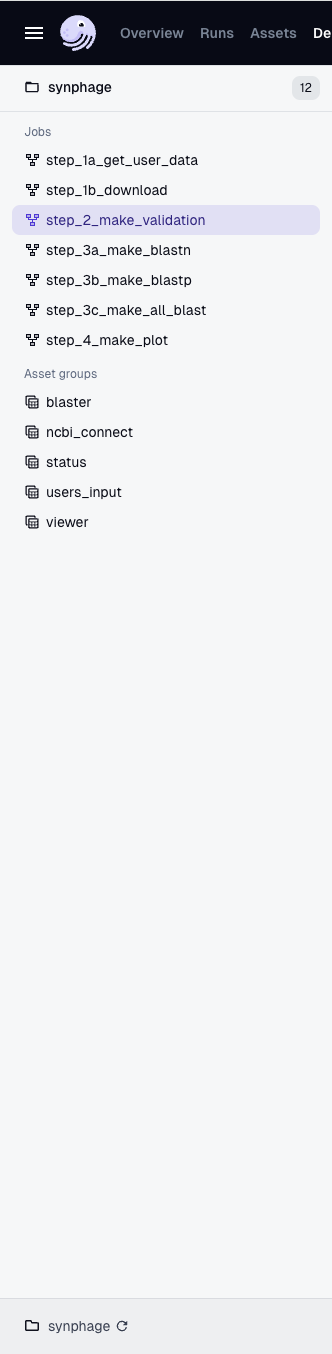 Overview Runs Assets De
synphage 12
Jobs
step_1a_get_user_data
step_1b_download
step_2_make_validation
step_3a_make_blastn
step_3b_make_blastp
step_3c_make_all_blast
step_4_make_plot
Asset groups
blaster
ncbi_connect
status
users_input
viewer
synphage